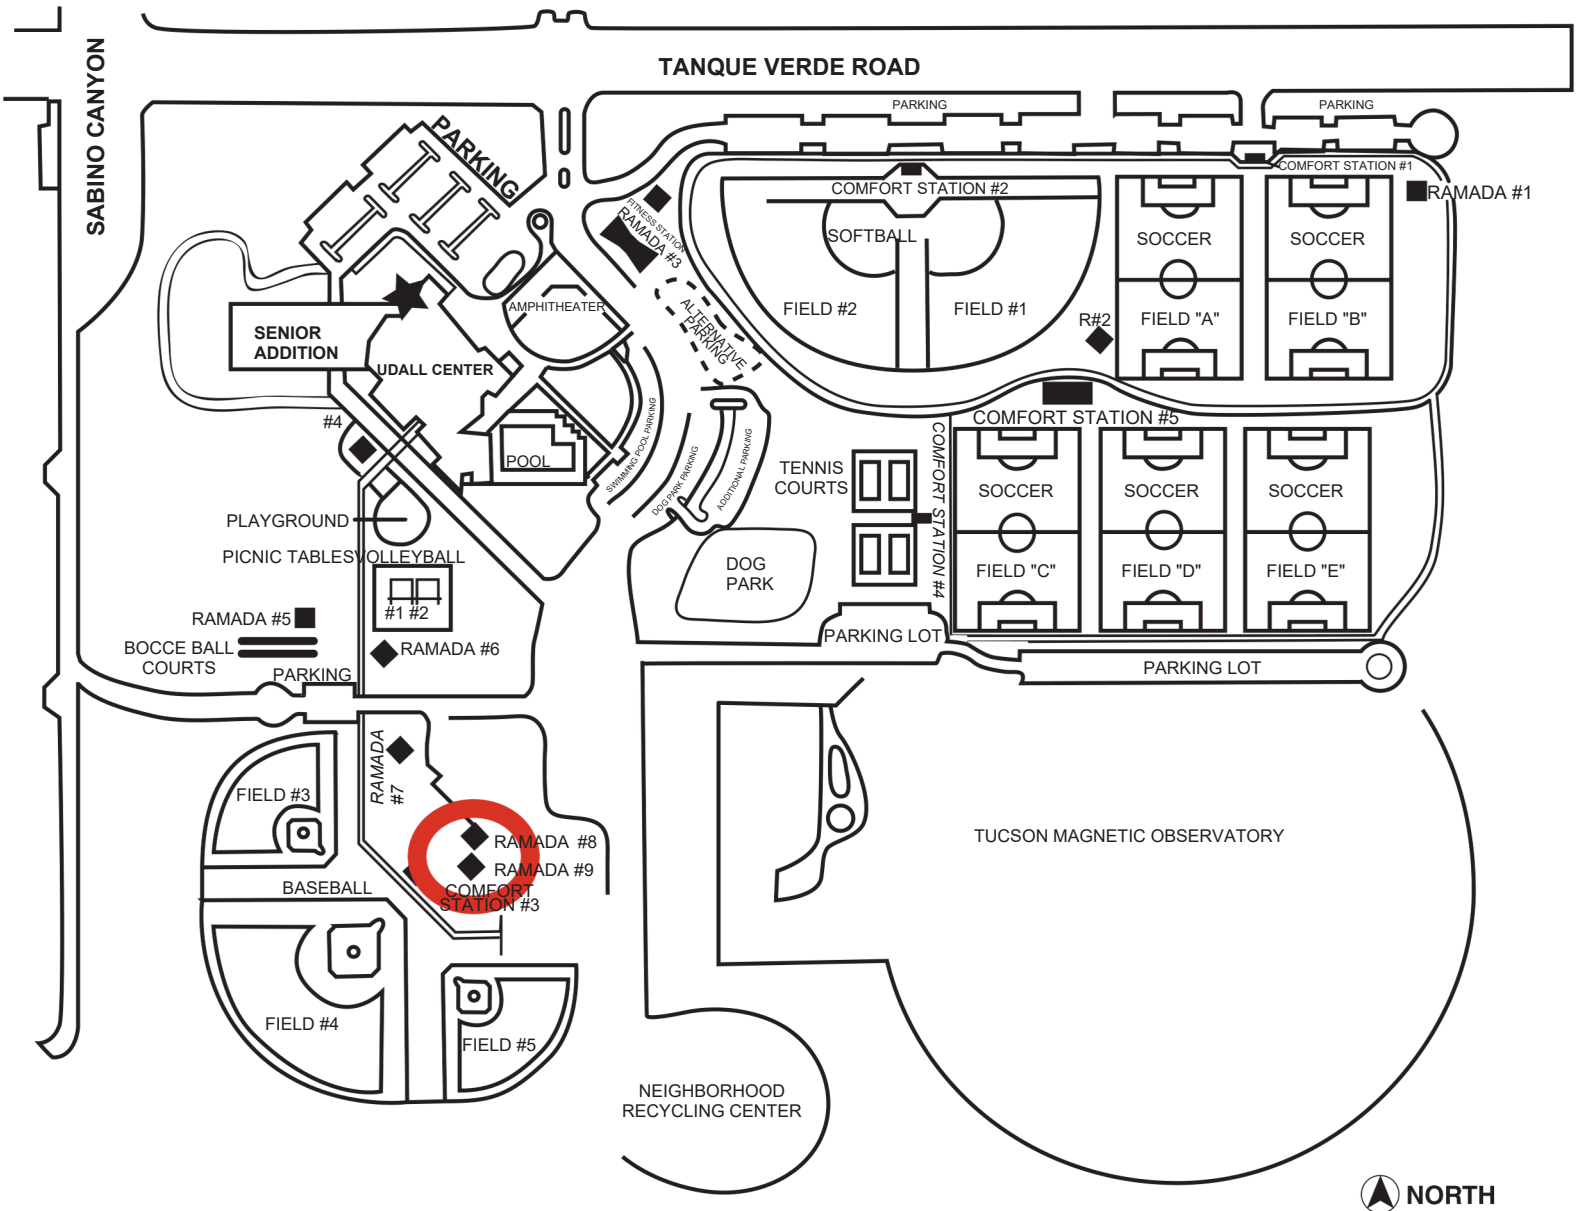 TANQUE VERDE ROAD
SABINO CANYON
PARKING
PARKING
PARKING
COMFORT STATION #1
COMFORT STATION #2
RAMADA #1
FITNESS STATION
RAMADA #3
SOFTBALL
SOCCER
SOCCER
AMPHITHEATER
ALTERNATIVE
PARKING
FIELD #2
FIELD #1
R#2
FIELD "A"
FIELD "B"
SENIOR
ADDITION
UDALL CENTER
#4
COMFORT STATION #5
POOL
SWIMMING POOL PARKING
DOG PARK PARKING
ADDITIONAL PARKING
TENNIS
COURTS
COMFORT STATION #4
SOCCER
SOCCER
SOCCER
PLAYGROUND
PICNIC TABLES
VOLLEYBALL
DOG
PARK
FIELD "C"
FIELD "D"
FIELD "E"
#1 #2
RAMADA #5
BOCCE BALL
COURTS
RAMADA #6
PARKING LOT
PARKING
PARKING LOT
RAMADA
#7
FIELD #3
RAMADA #8
RAMADA #9
TUCSON MAGNETIC OBSERVATORY
BASEBALL
COMFORT
STATION #3
FIELD #4
FIELD #5
NEIGHBORHOOD
RECYCLING CENTER
NORTH